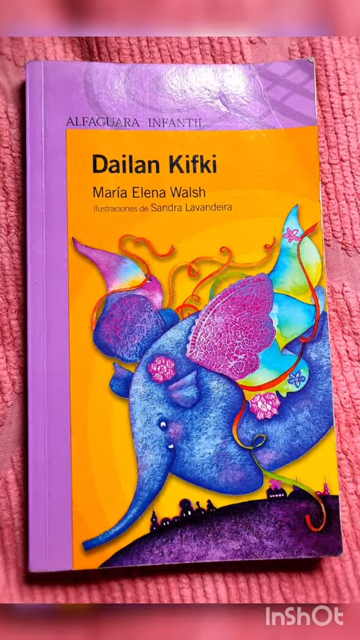 ALFAGUARA INFANTIL
Dailan Kifki
María Elena Walsh
Ilustraciones de Sandra Lavandeira
InShOt